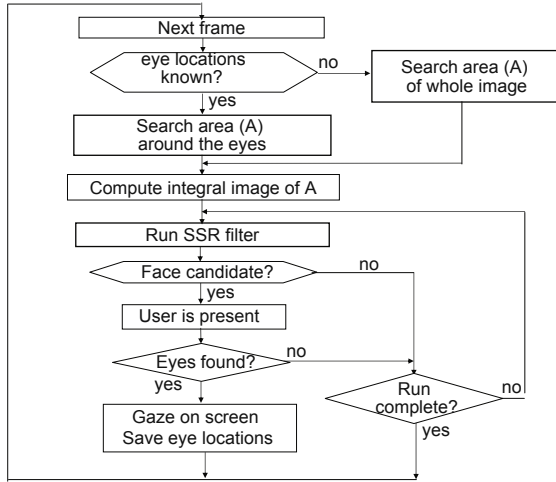 Next frame
eye locations
known?
no
Search area (A)
of whole image
yes
Search area (A)
around the eyes
Compute integral image of A
Run SSR filter
Face candidate?
no
yes
User is present
Eyes found?
no
yes
Run
complete?
no
yes
Gaze on screen
Save eye locations